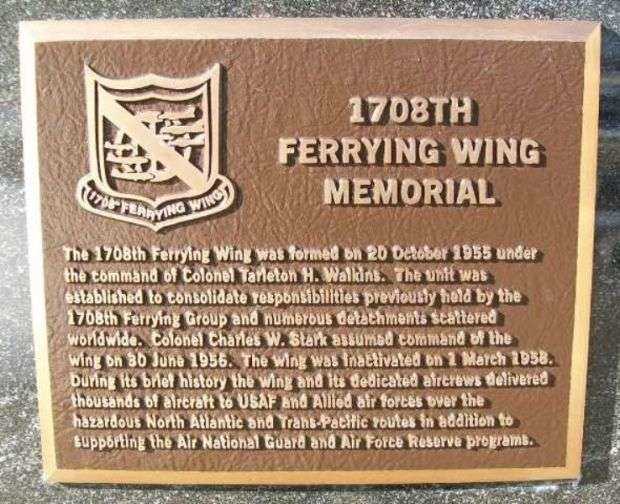 1708TH
FERRYING WING
MEMORIAL
1708th FERRYING WING
The 1708th Ferrying Wing was formed on 20 October 1955 under
the command of Colonel Tarleton H. Watkins. The unit was
established to consolidate responsibilities previously held by the
1708th Ferrying Group and numerous detachments scattered
worldwide. Colonel Charles W. Stark assumed command of the
wing on 30 June 1956. The wing was inactivated on 1 March 1958.
During its brief history the wing and its dedicated aircrews delivered
thousands of aircraft to USAF and Allied air forces over the
hazardous North Atlantic and Trans-Pacific routes in addition to
supporting the Air National Guard and Air Force Reserve programs.